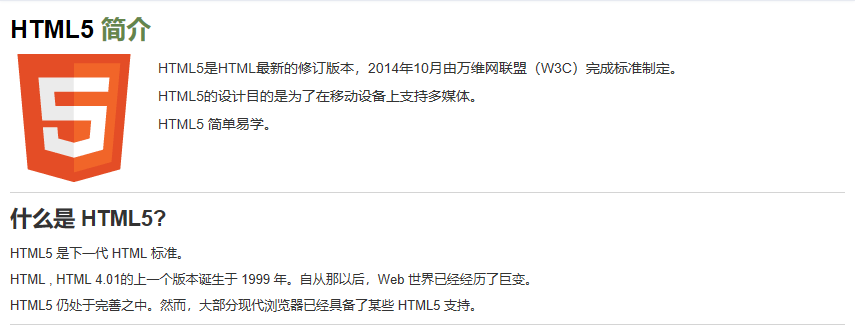 HTML5 简介
5
HTML5是HTML最新的修订版本，2014年10月由万维网联盟（W3C）完成标准制定。
HTML5的设计目的是为了在移动设备上支持多媒体。
HTML5 简单易学。
什么是 HTML5?
HTML5 是下一代 HTML 标准。
HTML , HTML 4.01的上一个版本诞生于 1999 年。自从那以后，Web 世界已经经历了巨变。
HTML5 仍处于完善之中。然而，大部分现代浏览器已经具备了某些 HTML5 支持。